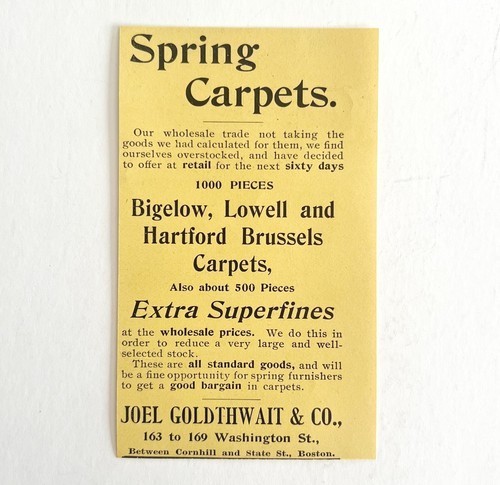 Spring
Carpets.
Our wholesale trade not taking the
goods we had calculated for them, we find
ourselves overstocked, and have decided
to offer at retail for the next sixty days
1000 PIECES
Bigelow, Lowell and
Hartford Brussels
Carpets,
Also about 500 Pieces
Extra Superfines
at the wholesale prices. We do this in
order to reduce a very large and well-
selected stock.
These are all standard goods, and will
be a fine opportunity for spring furnishers
to get a good bargain in carpets.
JOEL GOLDTHWAIT & CO.,
163 to 169 Washington St.,
Between Cornhill and State St., Boston.